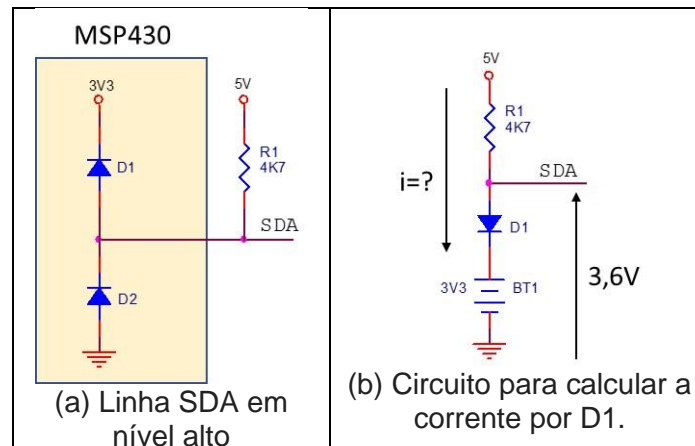 MSP430
3V3
5V
D1
R1
4K7
SDA
D2
(a) Linha SDA em
nível alto
5V
R1
4K7
SDA
i=?
D1
3V3
BT1
3,6V
(b) Circuito para calcular a
corrente por D1.